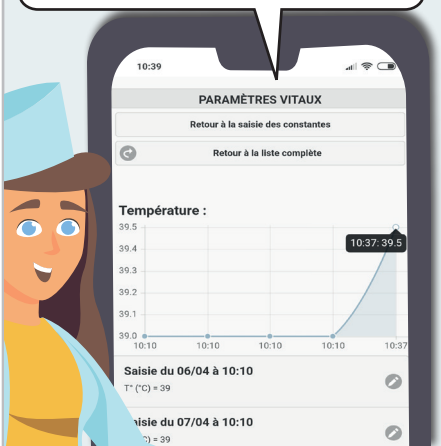 10:39
PARAMÈTRES VITAUX
Retour à la saisie des constantes
Retour à la liste complète
Température :
39.5
10:37: 39.5
39.4
39.3
39.2
39.1
39.0
10:10 10:10 10:10 10:10 10:37
Saisie du 06/04 à 10:10
T° (°C) = 39
isie du 07/04 à 10:10
C) = 39